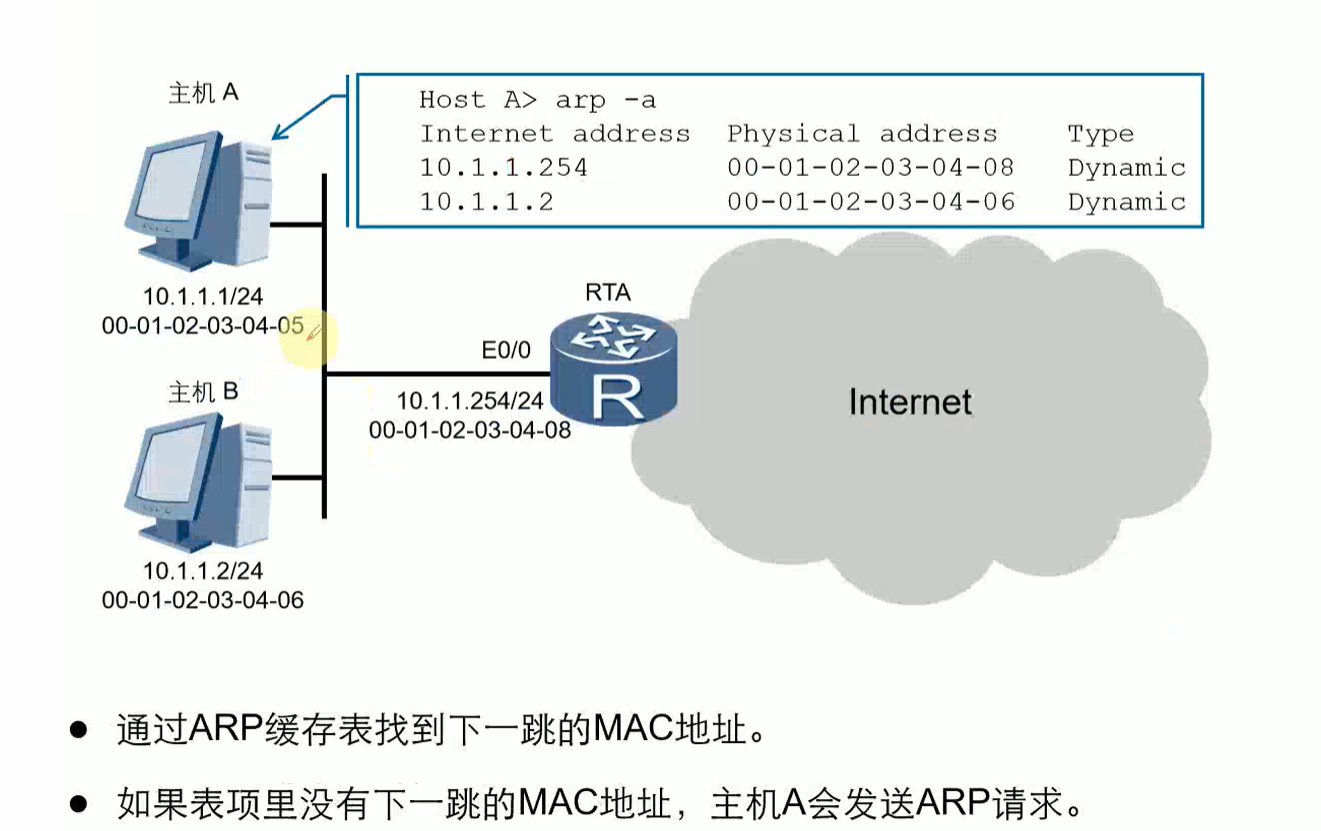 主机 A
Host A> arp -a
Internet address Physical address Type
10.1.1.254 00-01-02-03-04-08 Dynamic
10.1.1.2 00-01-02-03-04-06 Dynamic
10.1.1.1/24
00-01-02-03-04-05
RTA
E0/0
R
10.1.1.254/24
00-01-02-03-04-08
Internet
主机 B
10.1.1.2/24
00-01-02-03-04-06
● 通过ARP缓存表找到下一跳的MAC地址。
● 如果表项里没有下一跳的MAC地址，主机A会发送ARP请求。